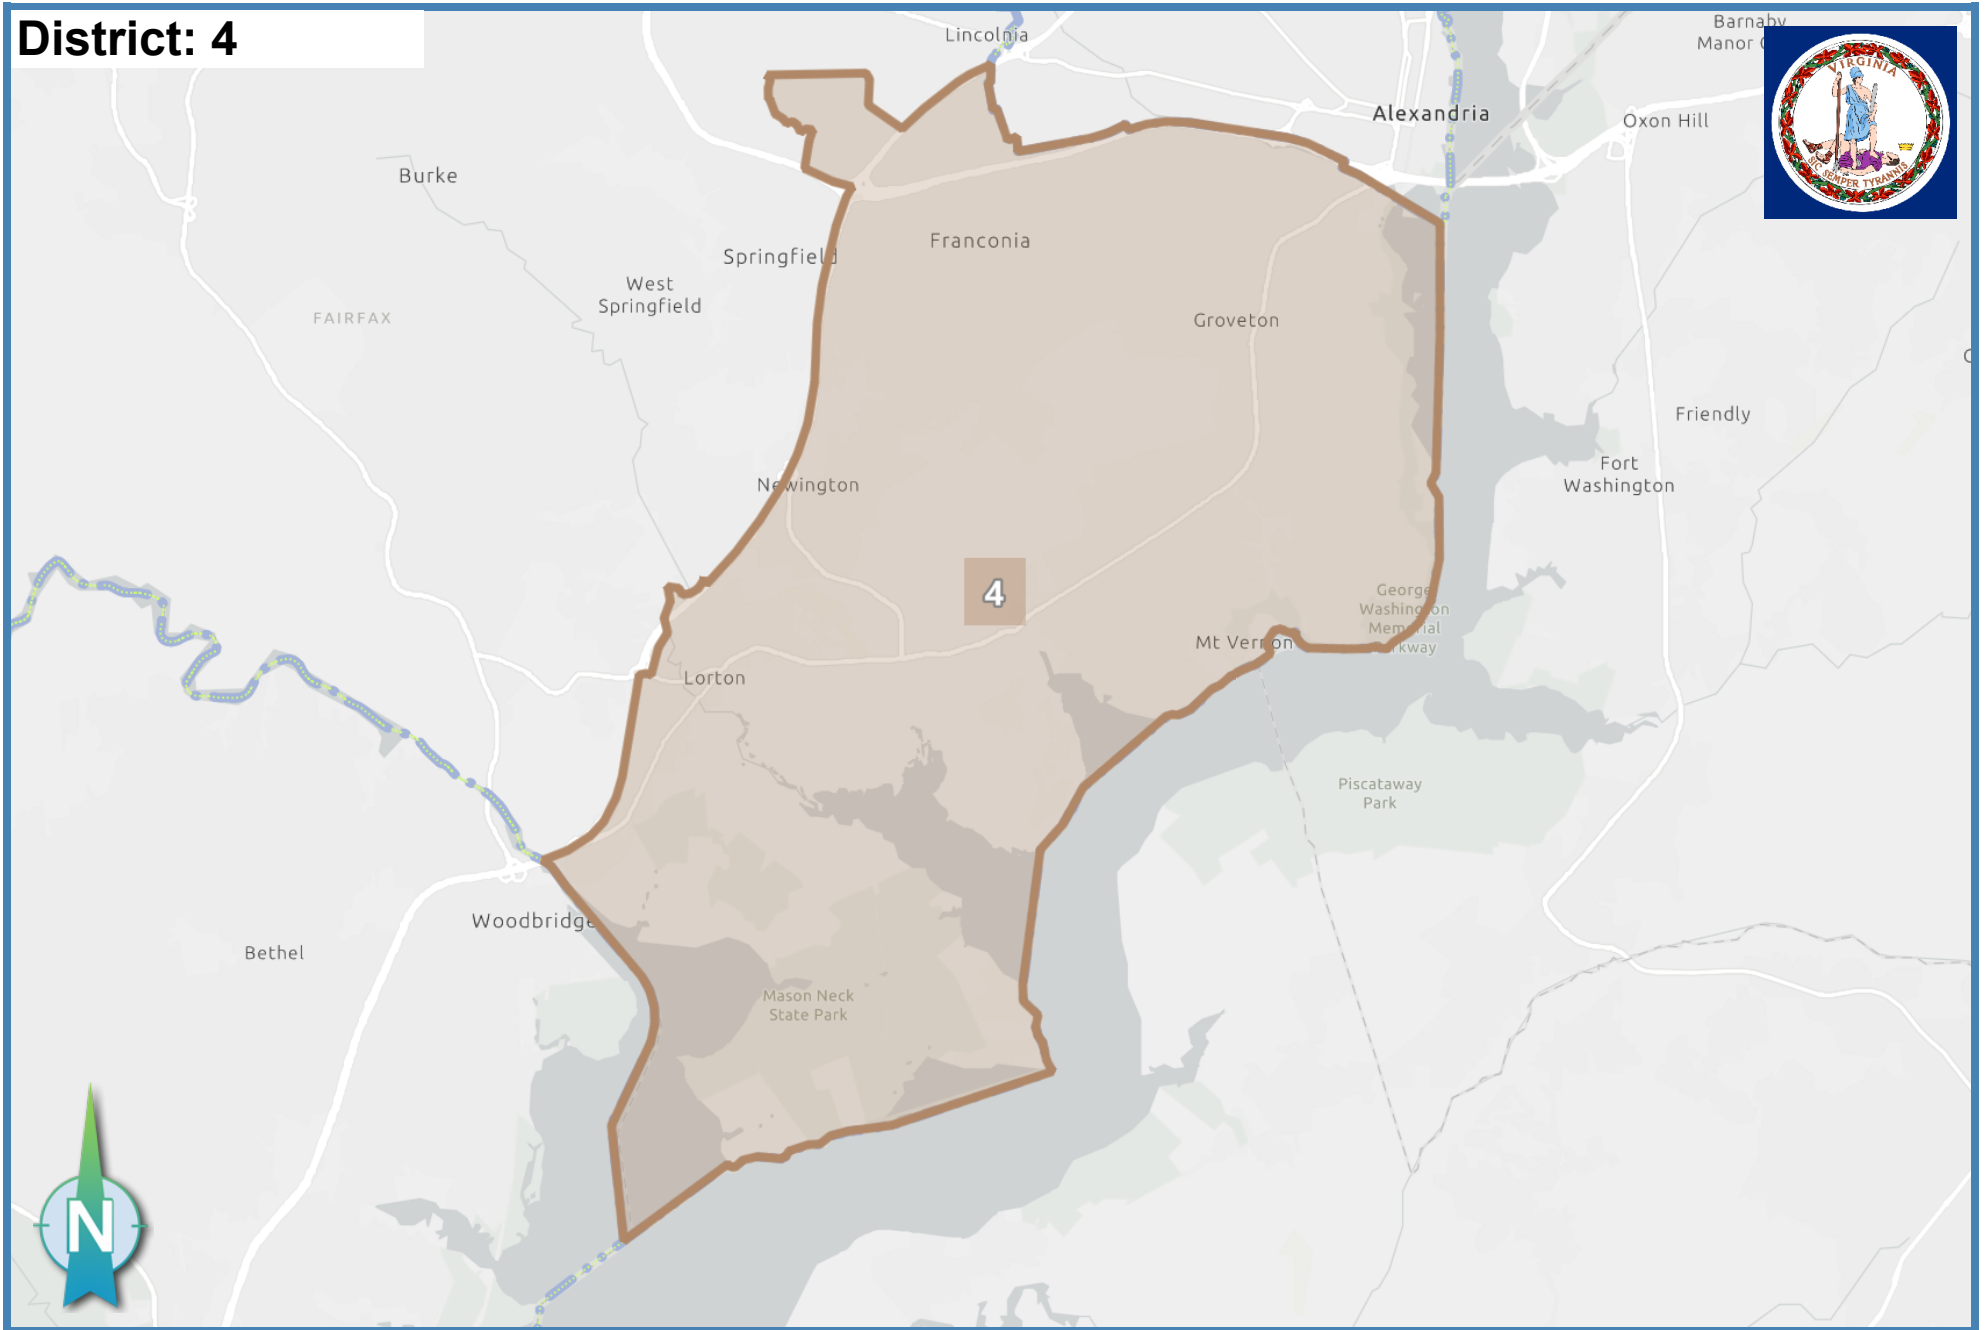 District: 4
Lincolnia
Barnaby
Manor
Alexandria
Oxon Hill
VIRGINIA
SIC SEMPER TYRANNIS
Burke
Springfield
Franconia
West
Springfield
FAIRFAX
Groveton
Friendly
Fort
Washington
Newington
4
George
Washington
Memorial
Parkway
Mt Vernon
Lorton
Piscataway
Park
Woodbridge
Bethel
Mason Neck
State Park
N